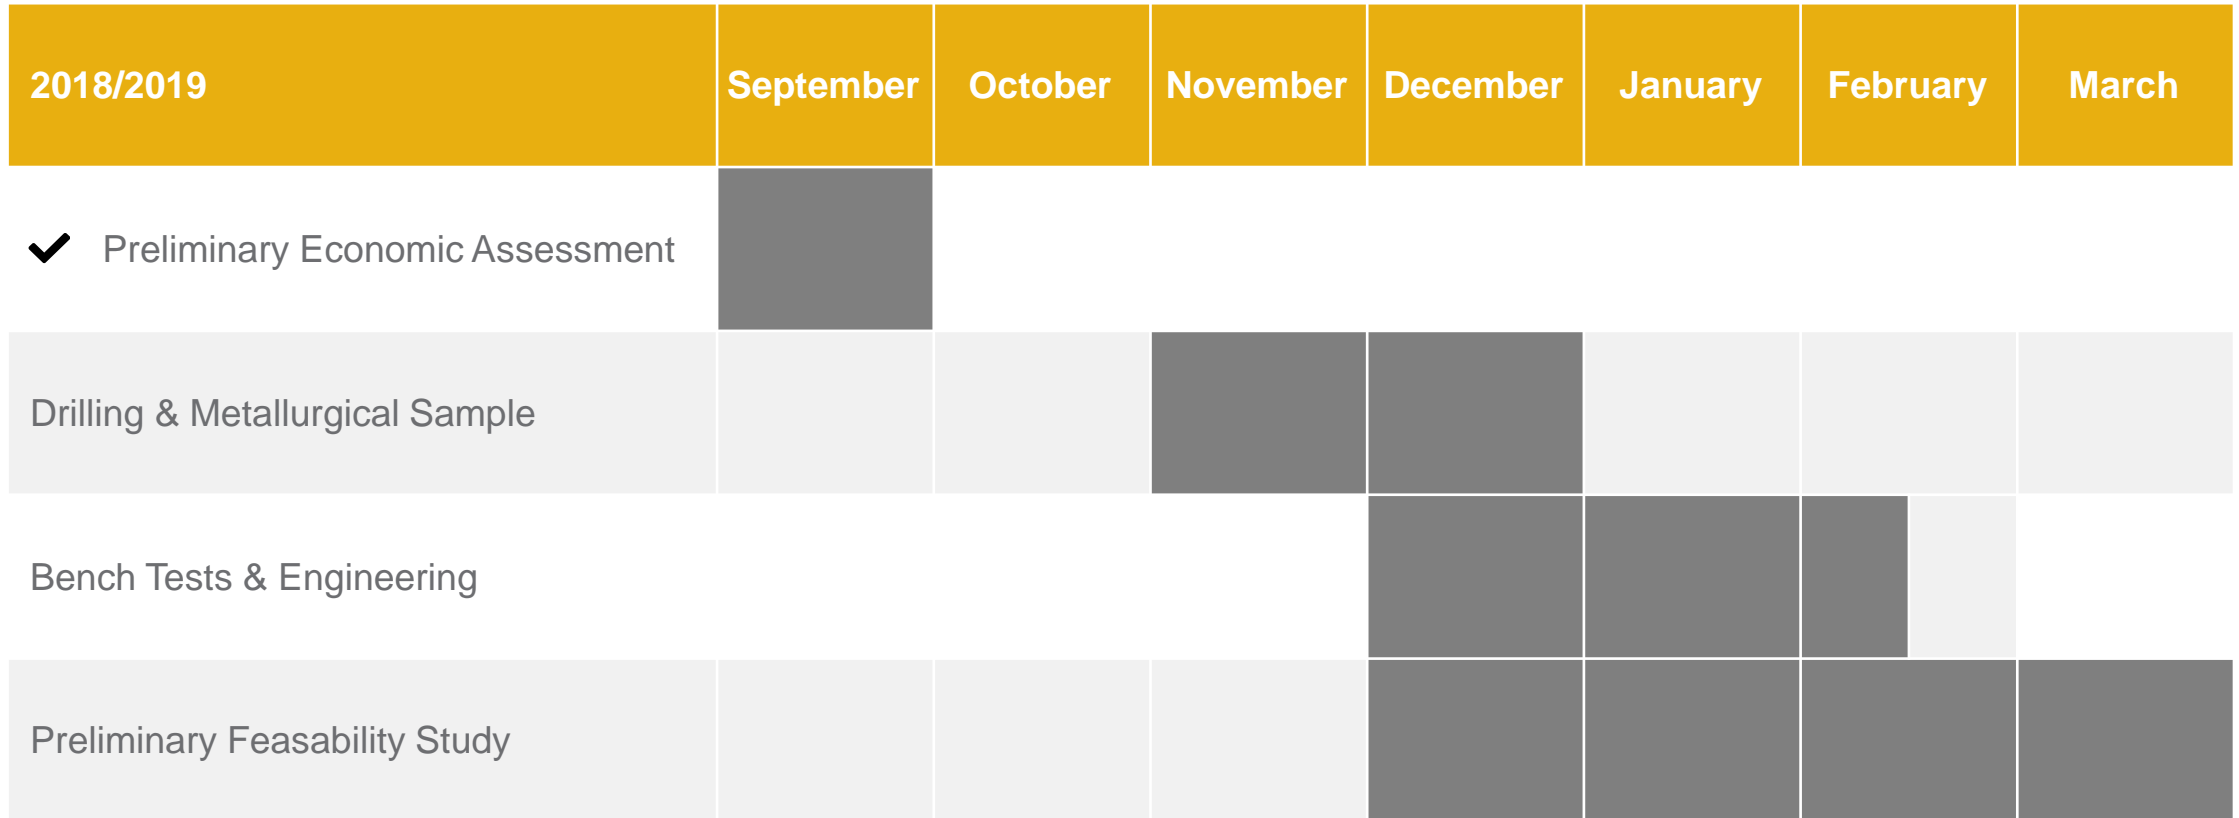 2018/2019 September October November December January February March
Preliminary Economic Assessment
Drilling & Metallurgical Sample
Bench Tests & Engineering
Preliminary Feasability Study